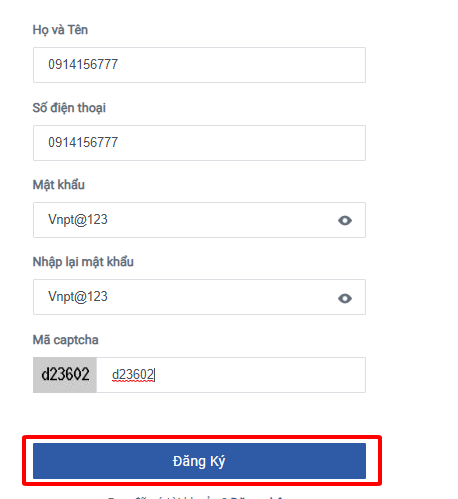 Họ và Tên
0914156777
Số điện thoại
0914156777
Mật khẩu
Vnpt@123
Nhập lại mật khẩu
Vnpt@123
Mã captcha
d23602 d23602
Đăng Ký